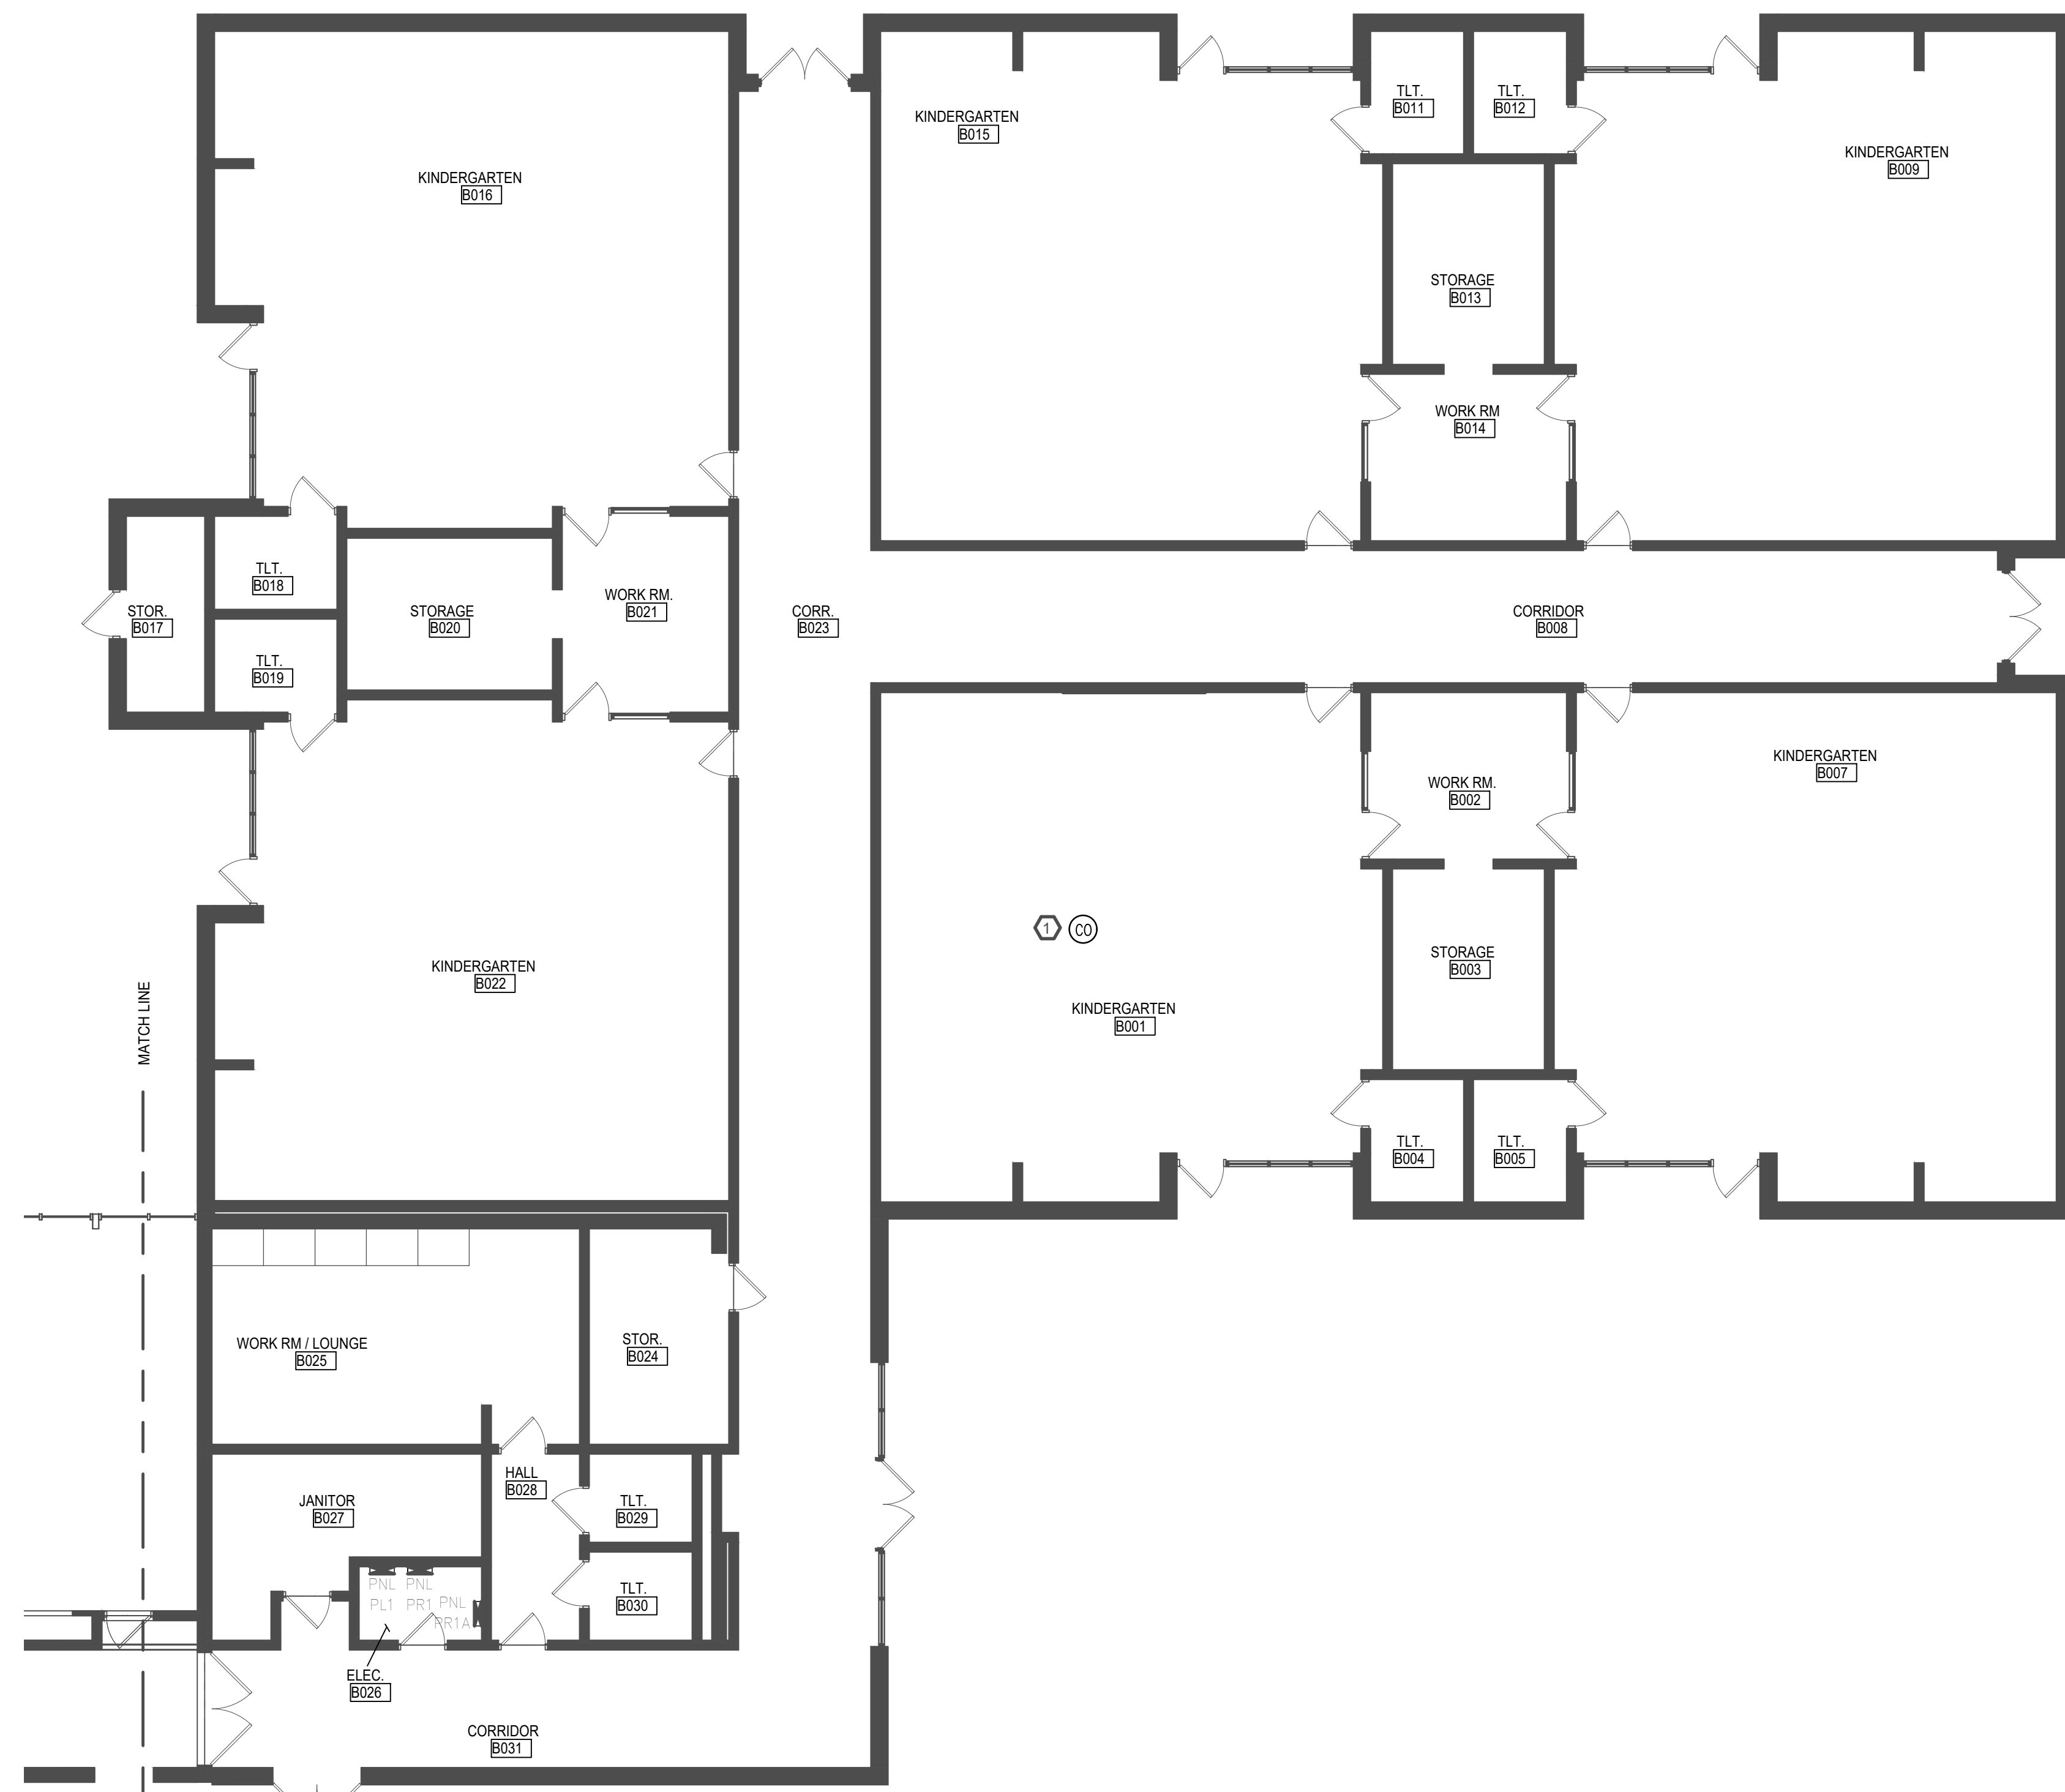 KINDERGARTEN
B016
KINDERGARTEN
B015
TLT.
B011
TLT.
B012
KINDERGARTEN
B009
STORAGE
B013
WORK RM
B014
STOR.
B017
TLT.
B018
TLT.
B019
STORAGE
B020
WORK RM.
B021
CORR.
B023
CORRIDOR
B008
KINDERGARTEN
B022
KINDERGARTEN
B001
1
CO
WORK RM.
B002
STORAGE
B003
KINDERGARTEN
B007
TLT.
B004
TLT.
B005
MATCH LINE
WORK RM / LOUNGE
B025
STOR.
B024
HALL
B028
JANITOR
B027
TLT.
B029
TLT.
B030
PNL
PL1
PNL
PR1
PNL
PR1A
ELEC.
B026
CORRIDOR
B031